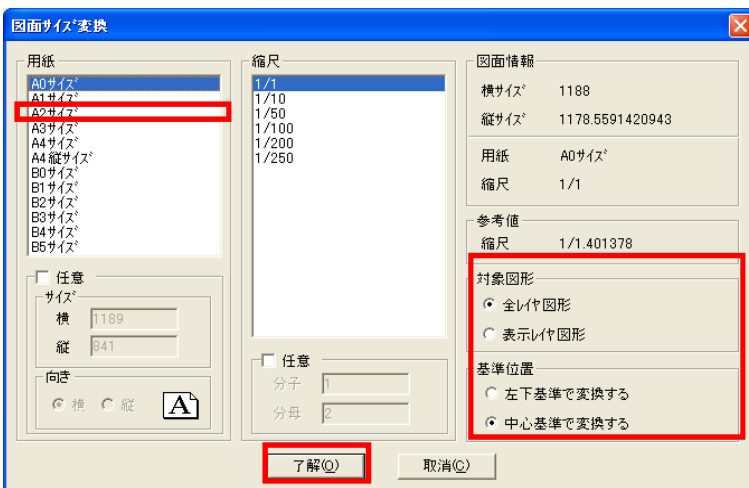 図面サイズ変換
用紙
A0サイズ
A1サイズ
A2サイズ
A3サイズ
A4サイズ
A4縦サイズ
B0サイズ
B1サイズ
B2サイズ
B3サイズ
B4サイズ
B5サイズ
任意
サイズ
横 1189
縦 841
向き
横 縦 A
縮尺
1/1
1/10
1/50
1/100
1/200
1/250
任意
分子 1
分母 2
図面情報
横サイズ 1188
縦サイズ 1178.5591420943
用紙 A0サイズ
縮尺 1/1
参考値
縮尺 1/1.401378
対象図形
全レイヤ図形
表示レイヤ図形
基準位置
左下基準で変換する
中心基準で変換する
了解(O) 取消(C)